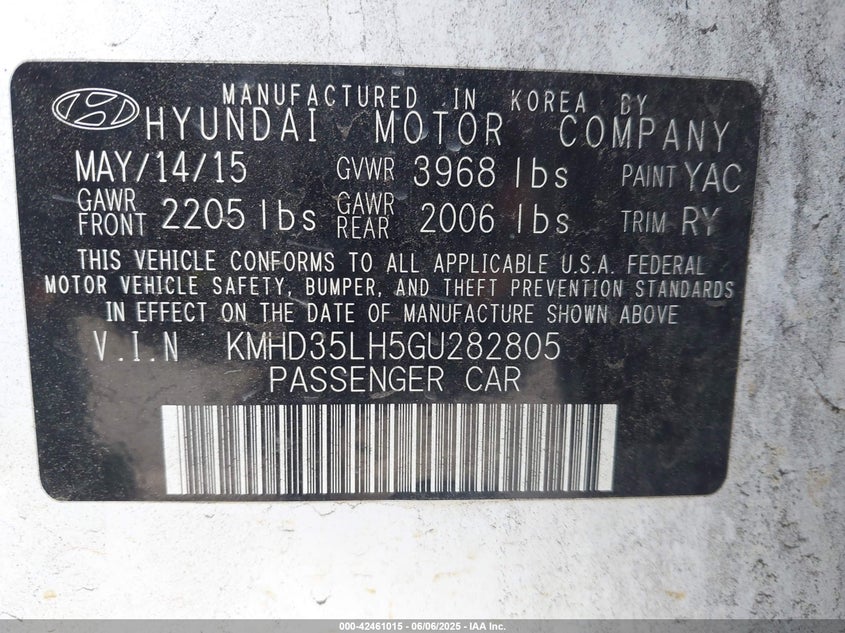 MANUFACTURED IN KOREA BY
HYUNDAI MOTOR COMPANY
MAY/14/15 GVWR 3968 lbs PAINT YAC
GAWR FRONT 2205 lbs GAWR REAR 2006 lbs TRIM RY
THIS VEHICLE CONFORMS TO ALL APPLICABLE U.S.A. FEDERAL
MOTOR VEHICLE SAFETY, BUMPER, AND THEFT PREVENTION STANDARDS
IN EFFECT ON THE DATE OF MANUFACTURE SHOWN ABOVE
V.I.N KMHD35LH5GU282805
PASSENGER CAR
000-42461015 - 06/06/2025 - IAA Inc.